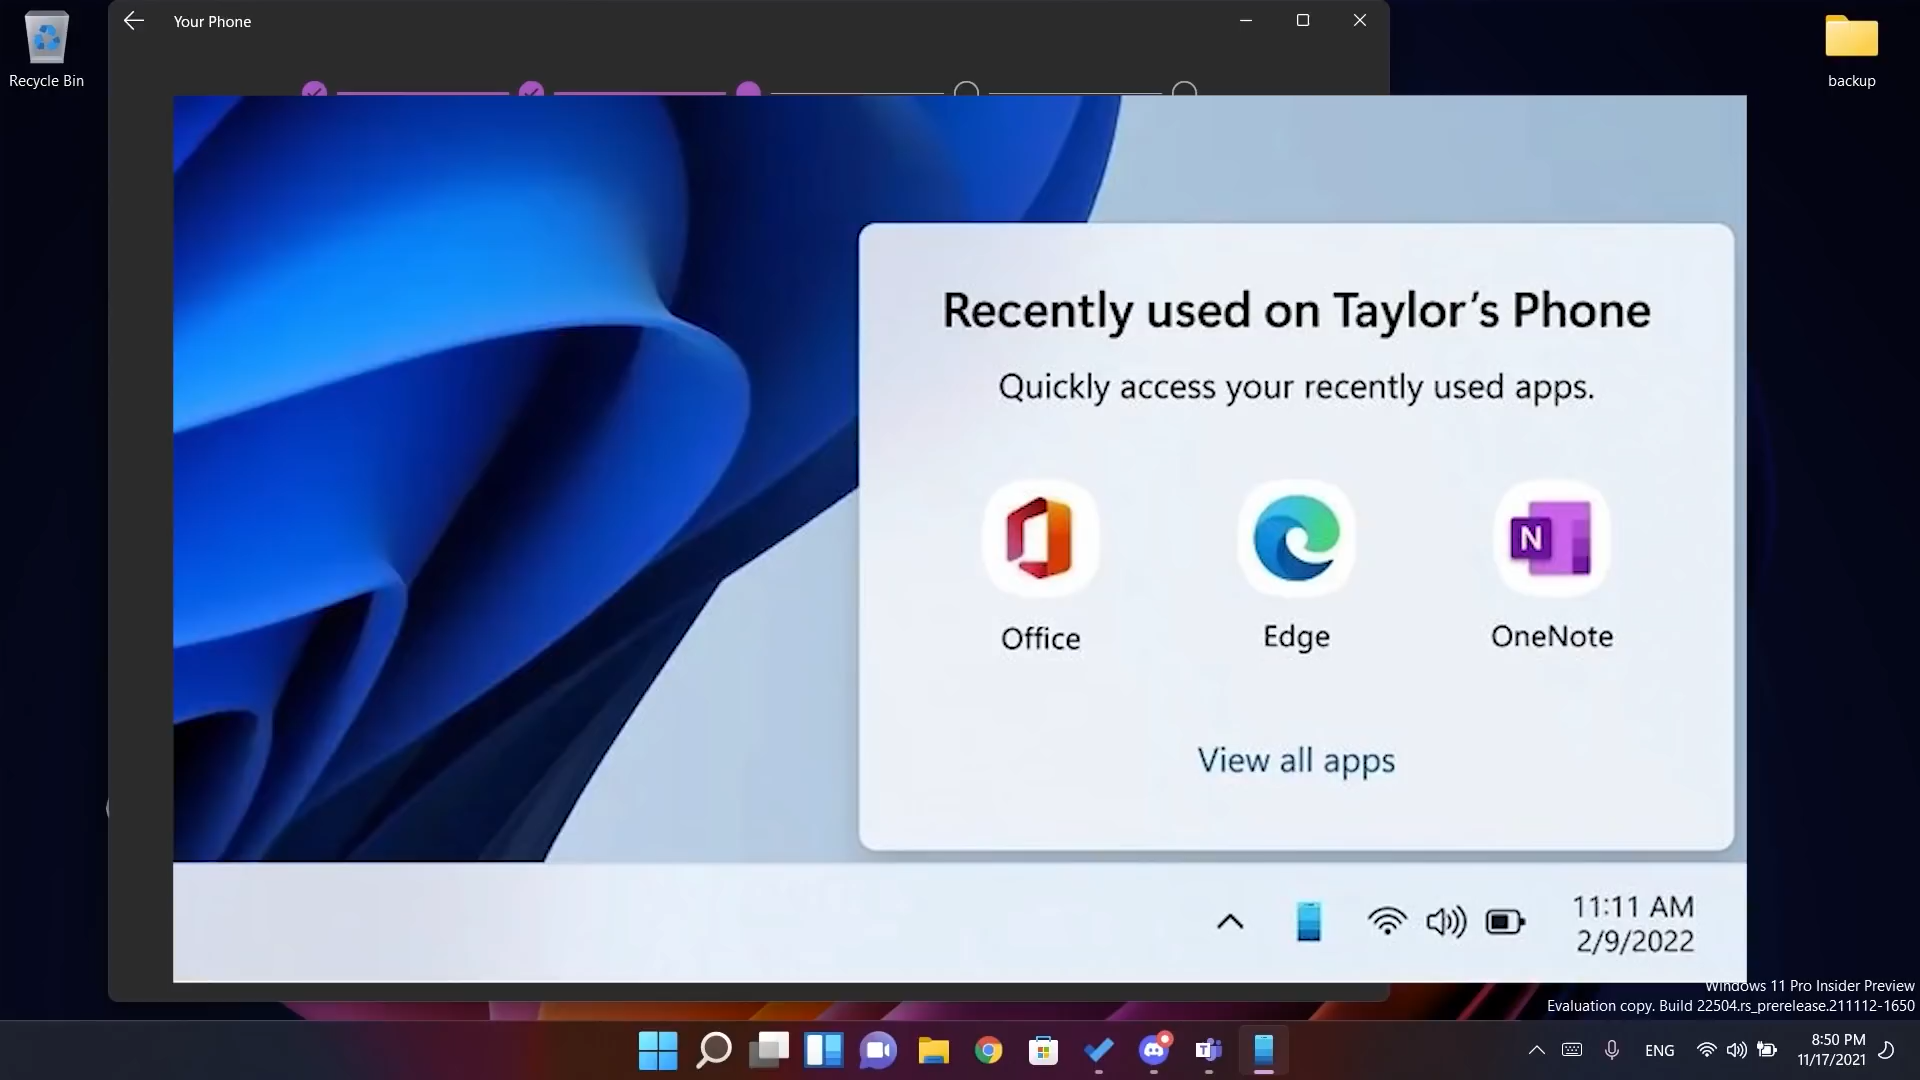 Recycle Bin
Your Phone
backup
Recently used on Taylor’s Phone
Quickly access your recently used apps.
N
Office
Edge
OneNote
View all apps
11:11 AM
2/9/2022
Windows 11 Pro Insider Preview
Evaluation copy. Build 22504.rs_prerelease.211112-1650
ENG
8:50 PM
11/17/2021